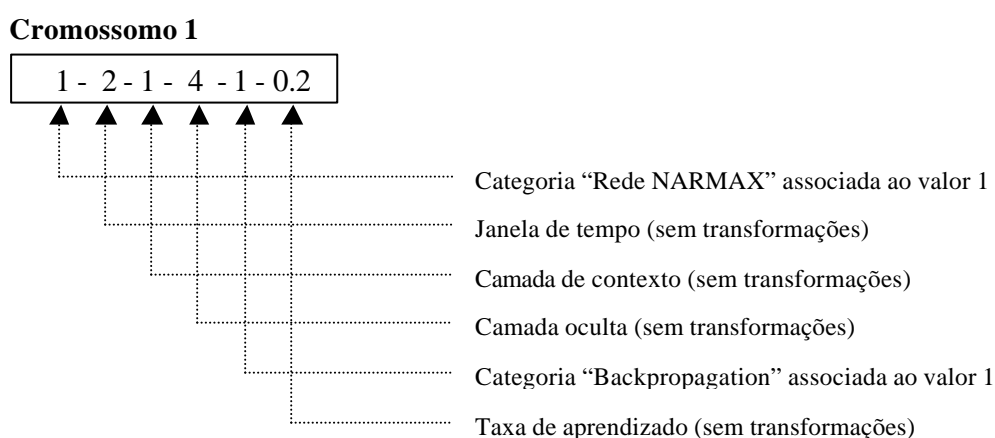 Cromossomo 1
1 - 2 - 1 - 4 - 1 - 0.2
Categoria “Rede NARMAX” associada ao valor 1
Janela de tempo (sem transformações)
Camada de contexto (sem transformações)
Camada oculta (sem transformações)
Categoria “Backpropagation” associada ao valor 1
Taxa de aprendizado (sem transformações)